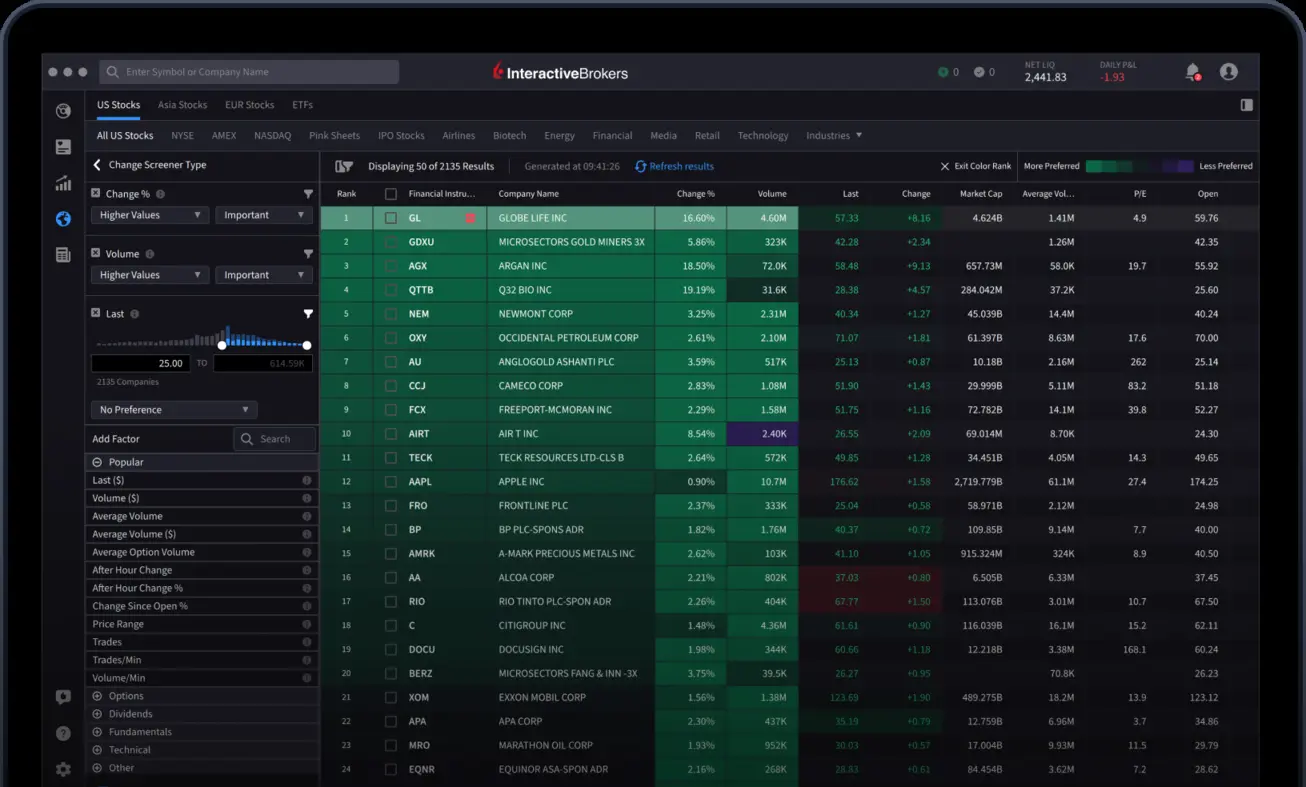 Enter Symbol or Company Name
InteractiveBrokers
0 0
NET LIQ
2,441.83
DAILY P&L
-1.93
US Stocks Asia Stocks EUR Stocks ETFs
All US Stocks NYSE AMEX NASDAQ Pink Sheets IPO Stocks Airlines Biotech Energy Financial Media Retail Technology Industries
Change Screener Type
Displaying 50 of 2135 Results Generated at 09:41:26 Refresh results Exit Color Rank More Preferred Less Preferred
Change %
Higher Values Important
Volume
Higher Values Important
Last
25.00 TO 614.59K
2135 Companies
No Preference
Add Factor Search
Popular
Last ($)
Volume ($)
Average Volume
Average Volume ($)
Average Option Volume
After Hour Change
After Hour Change %
Change Since Open %
Price Range
Trades
Trades/Min
Volume/Min
Options
Dividends
Fundamentals
Technical
Other
Rank Financial Instru... Company Name Change % Volume Last Change Market Cap Average Vol... P/E Open
1 GL GLOBE LIFE INC 16.60% 4.60M 57.33 +8.16 4.624B 1.41M 4.9 59.76
2 GDXU MICROSECTORS GOLD MINERS 3X 5.86% 323K 42.28 +2.34 1.26M 42.35
3 AGX ARGAN INC 18.50% 72.0K 58.48 +9.13 657.73M 58.0K 19.7 55.92
4 QTTB Q32 BIO INC 19.19% 31.6K 28.38 +4.57 284.042M 37.2K 25.60
5 NEM NEWMONT CORP 3.25% 2.31M 40.34 +1.27 45.039B 14.4M 40.24
6 OXY OCCIDENTAL PETROLEUM CORP 2.61% 2.10M 71.07 +1.81 61.397B 8.63M 17.6 70.00
7 AU ANGLOGOLD ASHANTI PLC 3.59% 517K 25.13 +0.87 10.18B 2.16M 262 25.14
8 CCJ CAMECO CORP 2.83% 1.08M 51.90 +1.43 29.999B 5.11M 83.2 51.18
9 FCX FREEPORT-MCMORAN INC 2.29% 1.58M 51.75 +1.16 72.782B 14.1M 39.8 52.27
10 AIRT AIR T INC 8.54% 2.40K 26.55 +2.09 69.014M 8.70K 24.30
11 TECK TECK RESOURCES LTD-CLS B 2.64% 572K 49.85 +1.28 34.451B 4.05M 14.3 49.65
12 AAPL APPLE INC 0.90% 10.7M 176.62 +1.58 2,719.779B 61.1M 27.4 174.25
13 FRO FRONTLINE PLC 2.37% 333K 25.04 +0.58 58.971B 2.12M 24.98
14 BP BP PLC-SPONS ADR 1.82% 1.76M 40.37 +0.72 109.85B 9.14M 7.7 40.00
15 AMRK A-MARK PRECIOUS METALS INC 2.62% 103K 41.10 +1.05 915.324M 324K 8.9 40.50
16 AA ALCOA CORP 2.21% 802K 37.03 +0.80 6.505B 6.33M 37.45
17 RIO RIO TINTO PLC-SPON ADR 2.26% 404K 67.77 +1.50 113.076B 3.01M 10.7 67.50
18 C CITIGROUP INC 1.48% 4.36M 61.61 +0.90 116.039B 16.1M 15.2 62.11
19 DOCU DOCUSIGN INC 1.98% 344K 60.66 +1.18 12.218B 3.38M 168.1 60.24
20 BERZ MICROSECTORS FANG & INN -3X 3.75% 39.5K 26.27 +0.95 70.8K 26.23
21 XOM EXXON MOBIL CORP 1.56% 1.38M 123.69 +1.90 489.275B 18.2M 13.9 123.12
22 APA APA CORP 2.30% 437K 35.19 +0.79 12.759B 6.96M 3.7 34.86
23 MRO MARATHON OIL CORP 1.93% 952K 30.03 +0.57 17.004B 9.93M 11.5 29.79
24 EQNR EQUINOR ASA-SPON ADR 2.16% 268K 28.83 +0.61 84.454B 3.62M 7.2 28.62